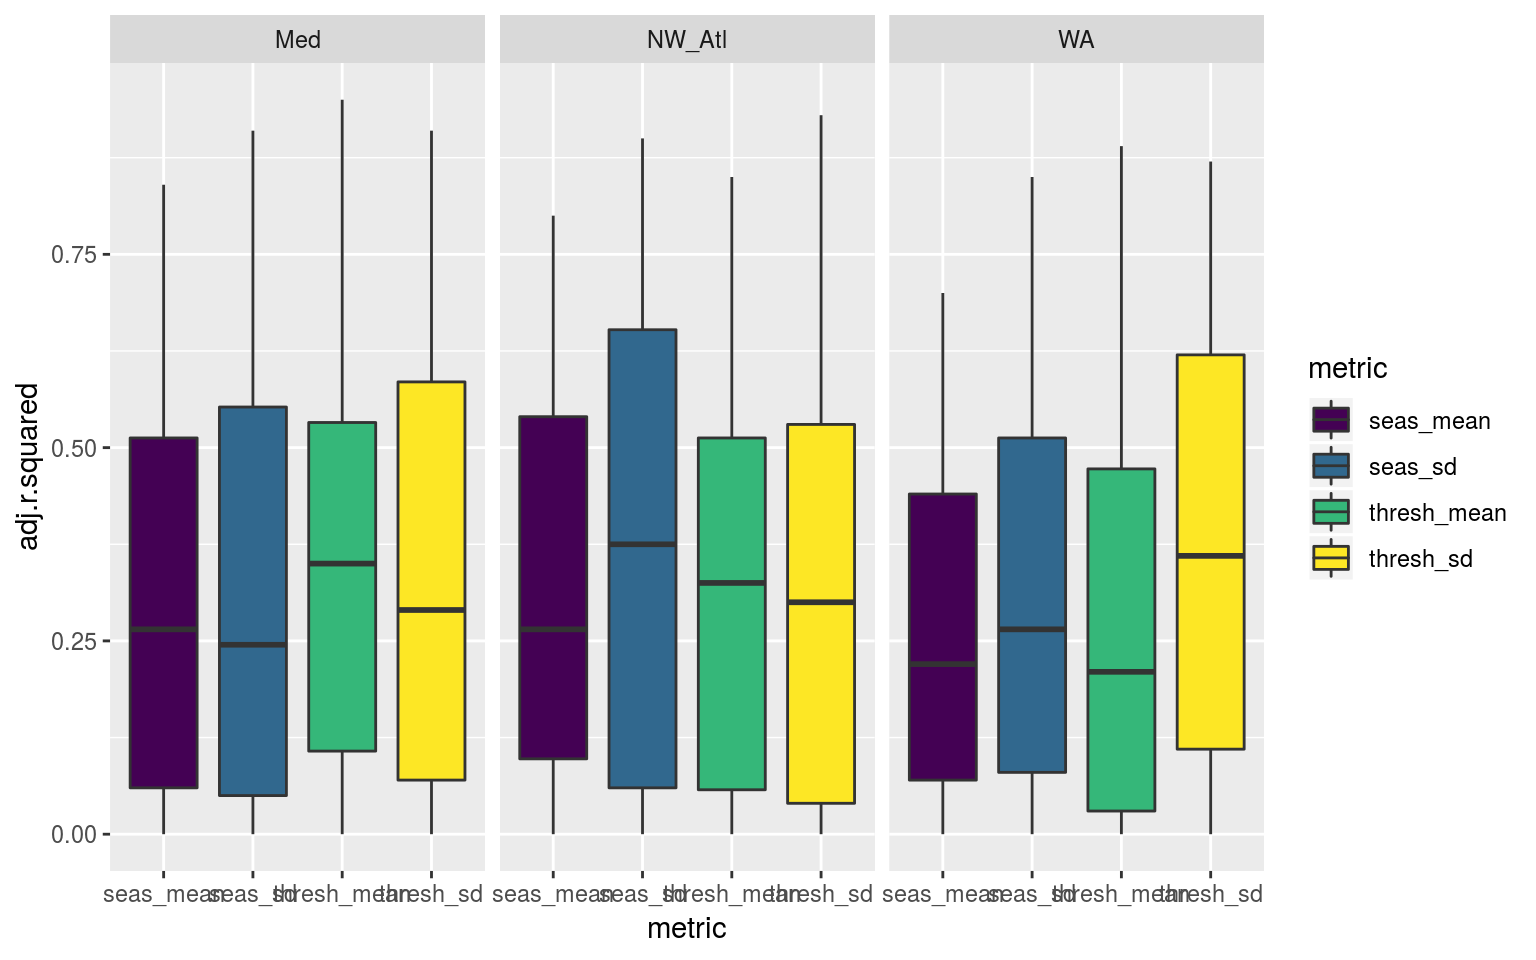 Med NW_Atl WA
0.75
0.50
0.25
0.00
adj.r.squared
seas_mean seas_sd thresh_mean thresh_sd seas_mean seas_sd thresh_mean thresh_sd seas_mean seas_sd thresh_mean thresh_sd
metric
metric
seas_mean
seas_sd
thresh_mean
thresh_sd